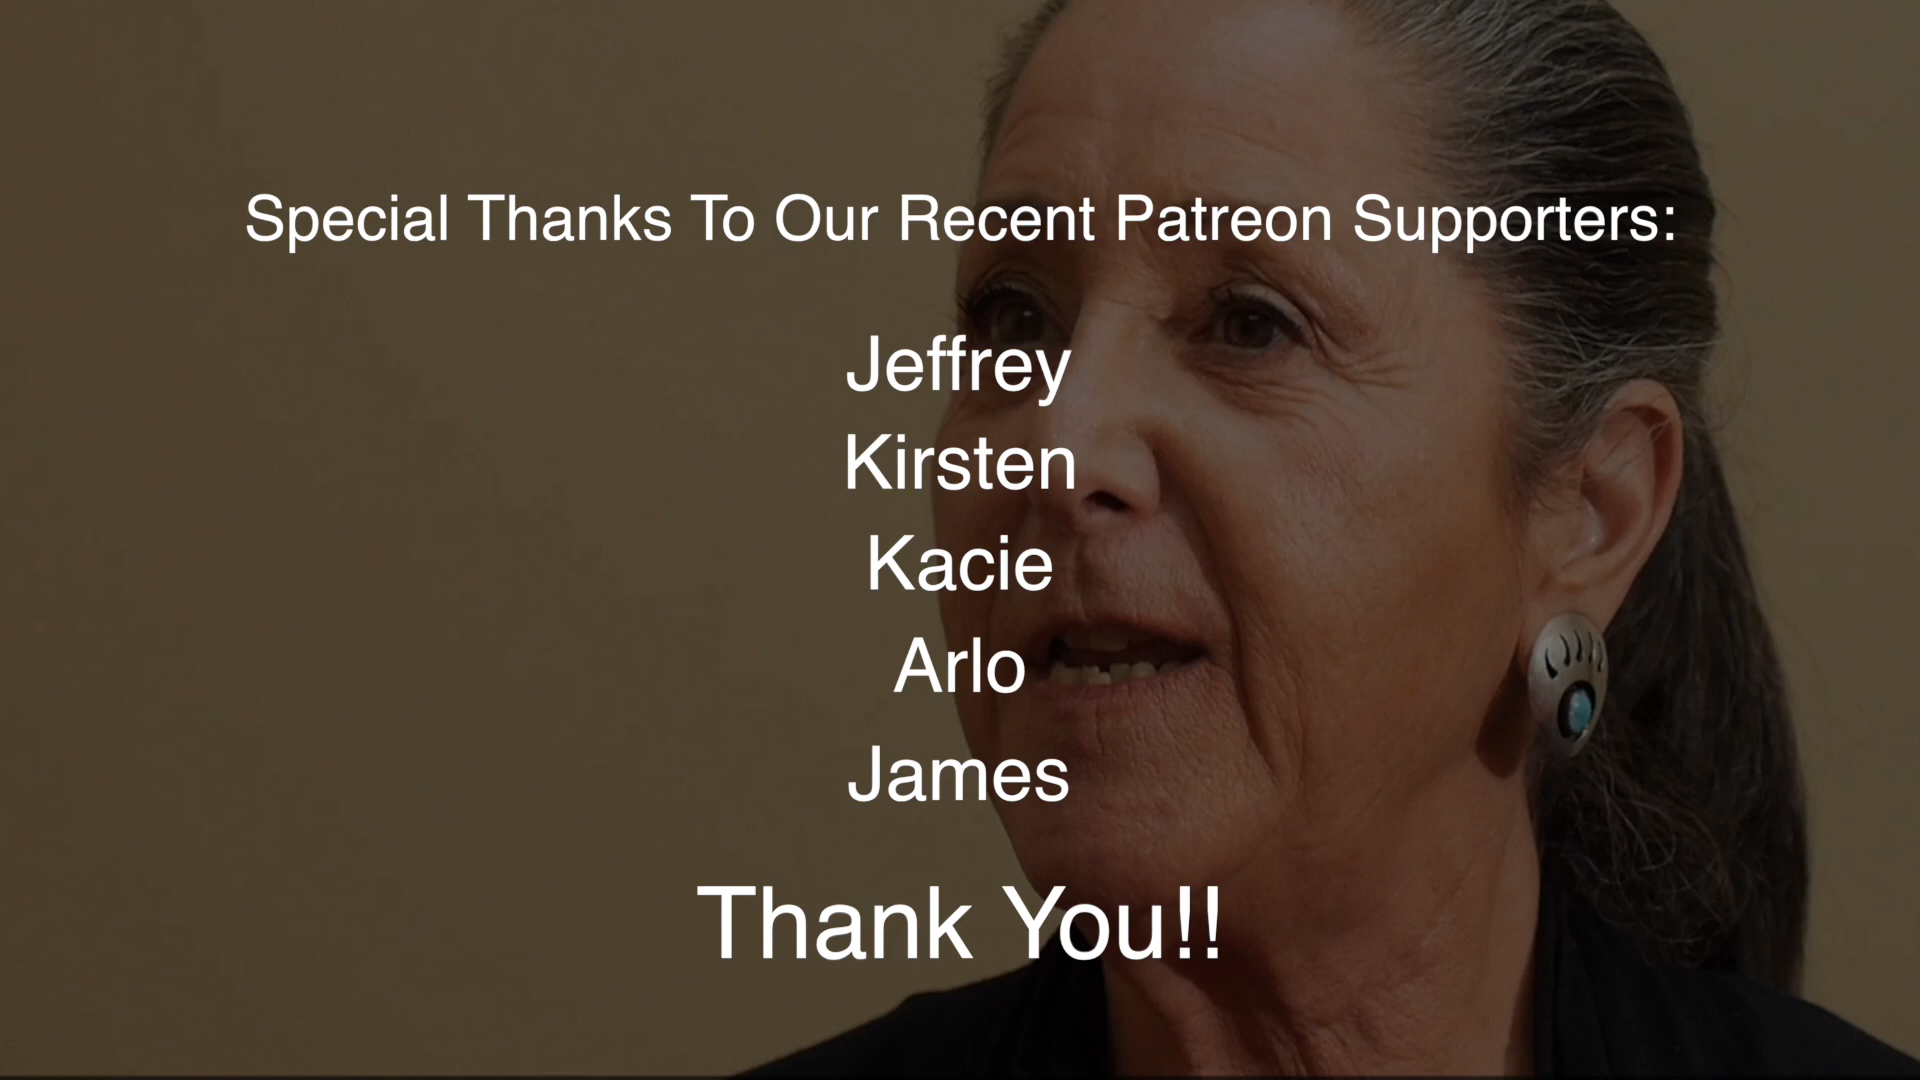 Special Thanks To Our Recent Patreon Supporters:
Jeffrey
Kirsten
Kacie
Arlo
James
Thank You!!